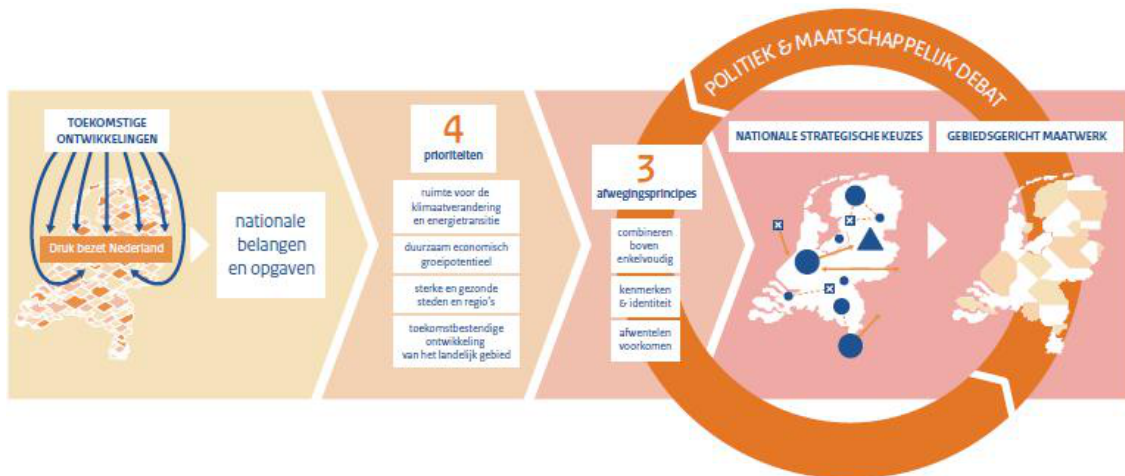 POLITIEK & MAATSCHAPPELIJK DEBAT
TOEKOMSTIGE
ONTWIKKELINGEN
Druk bezet Nederland
nationale
belangen
en opgaven
4
prioriteiten
ruimte voor de
klimaatverandering
en energietransitie
duurzaam economisch
groeipotentieel
sterke en gezonde
steden en regio's
toekomstbestendige
ontwikkeling
van het landelijk gebied
3
afwegingsprincipes
combineren
boven
enkelvoudig
kenmerken
& identiteit
afwentelen
voorkomen
NATIONALE STRATEGISCHE KEUZES
GEBIEDSGERICHT MAATWERK